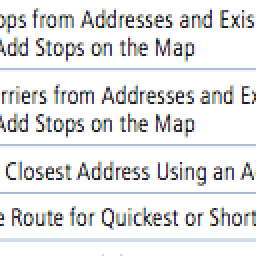 ops from Addresses and Exis
Add Stops on the Map
rriers from Addresses and Ex
Add Stops on the Map
Closest Address Using an A
e Route for Quickest or Short